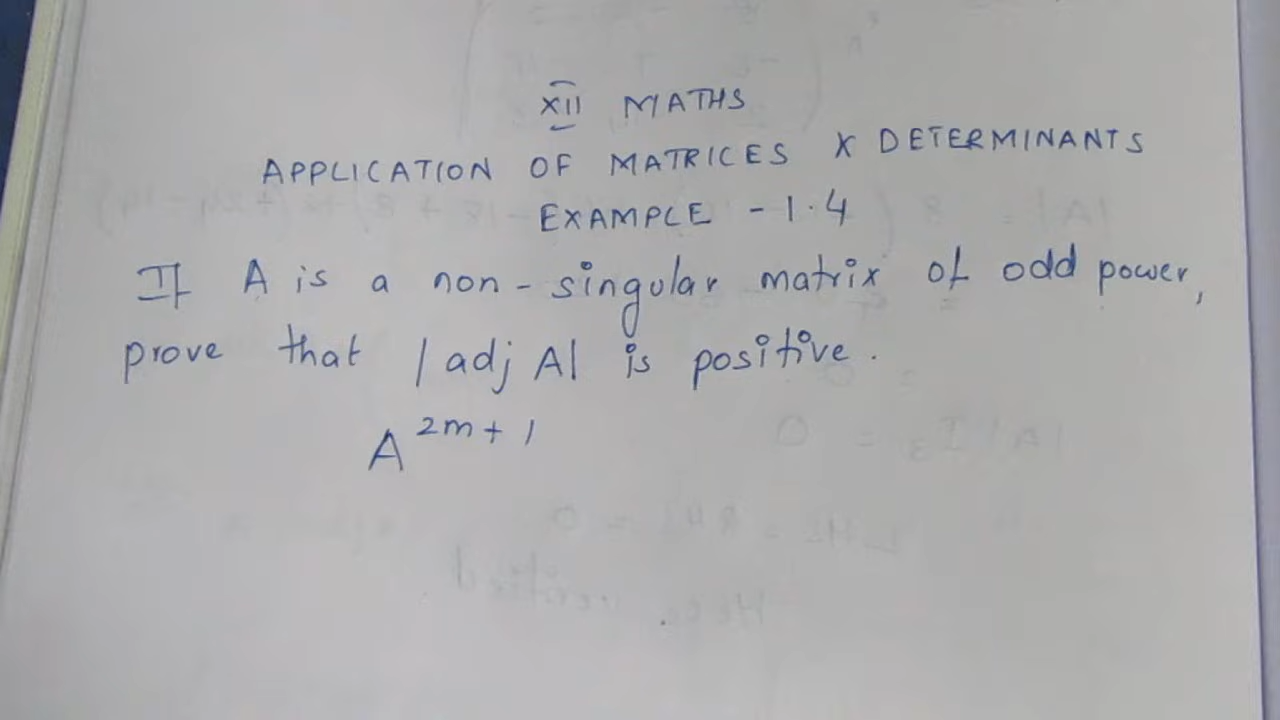 XII MATHS
APPLICATION OF MATRICES X DETERMINANTS
EXAMPLE - 1.4
If A is a non-singular matrix of odd power,
prove that |adj A| is positive.
A^2m+1